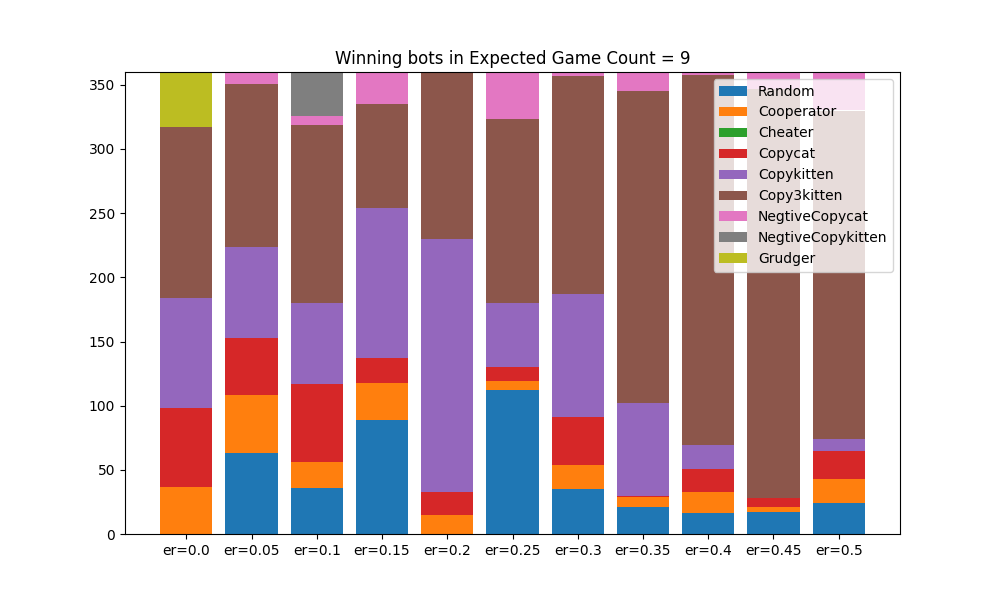 Winning bots in Expected Game Count = 9
350
300
250
200
150
100
50
0
Random
Cooperator
Cheater
Copycat
Copykitten
Copy3kitten
NegtiveCopycat
NegtiveCopykitten
Grudger
er=0.0 er=0.05 er=0.1 er=0.15 er=0.2 er=0.25 er=0.3 er=0.35 er=0.4 er=0.45 er=0.5